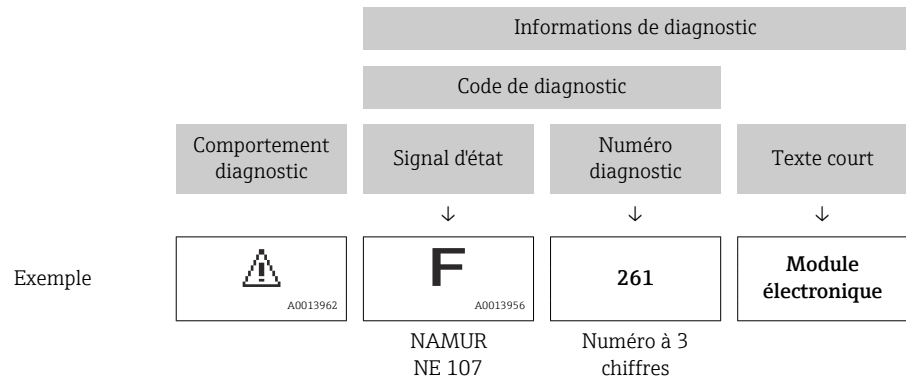 Informations de diagnostic
Code de diagnostic
Comportement
diagnostic
Signal d'état
Numéro
diagnostic
Texte court
↓
↓
↓
Exemple
A0013962
F
A0013956
261
Module
électronique
NAMUR
NE 107
Numéro à 3
chiffres